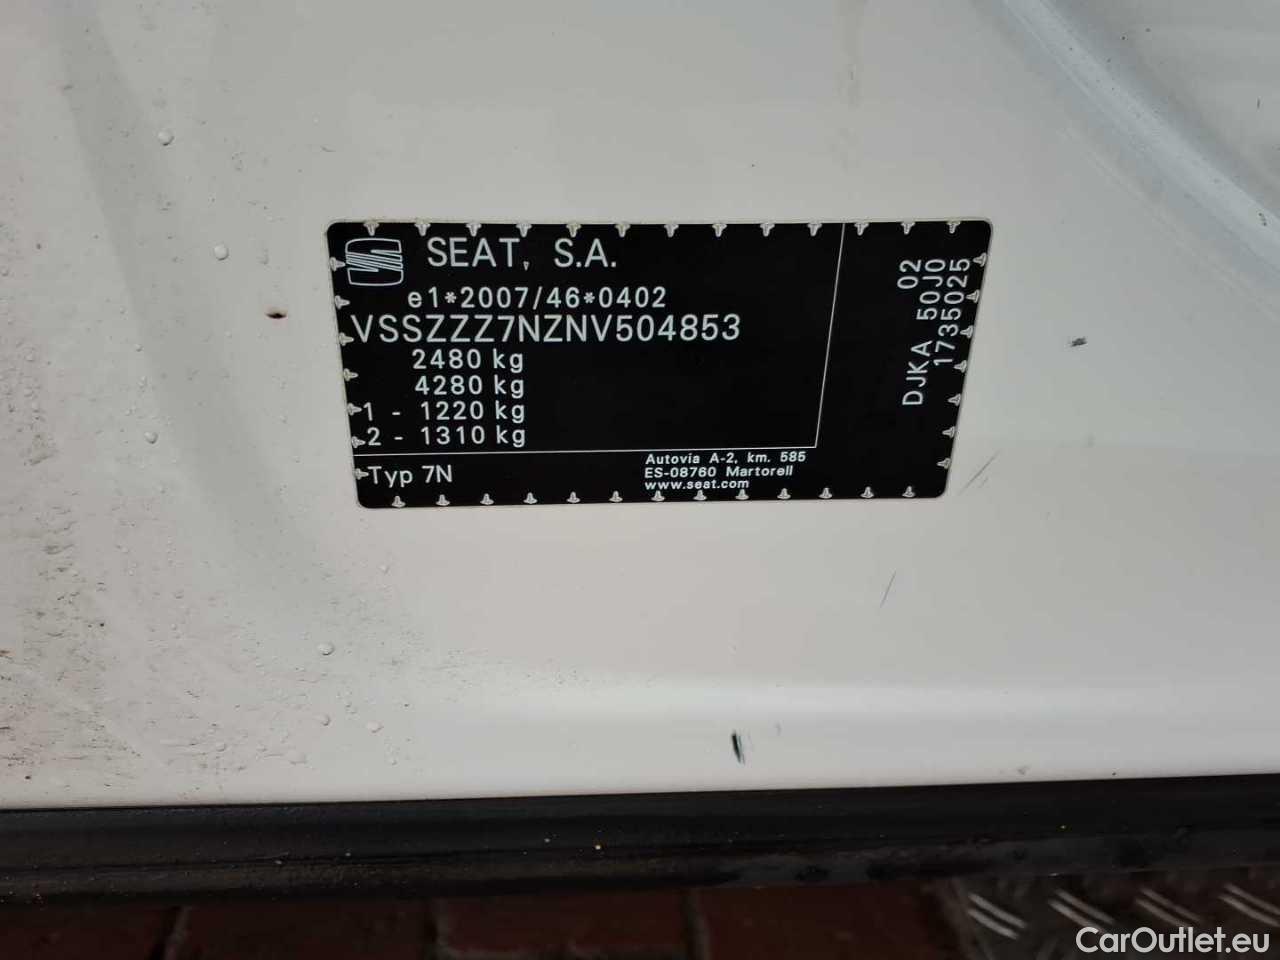 SEAT, S.A.
e1*2007/46*0402
VSSZZZ7NZNV504853
2480 kg
4280 kg
1 - 1220 kg
2 - 1310 kg
Typ 7N
Autovia A-2, km. 585
ES-08760 Martorell
www.seat.com
02
DJKA 50J0
1735025
CarOutlet.eu